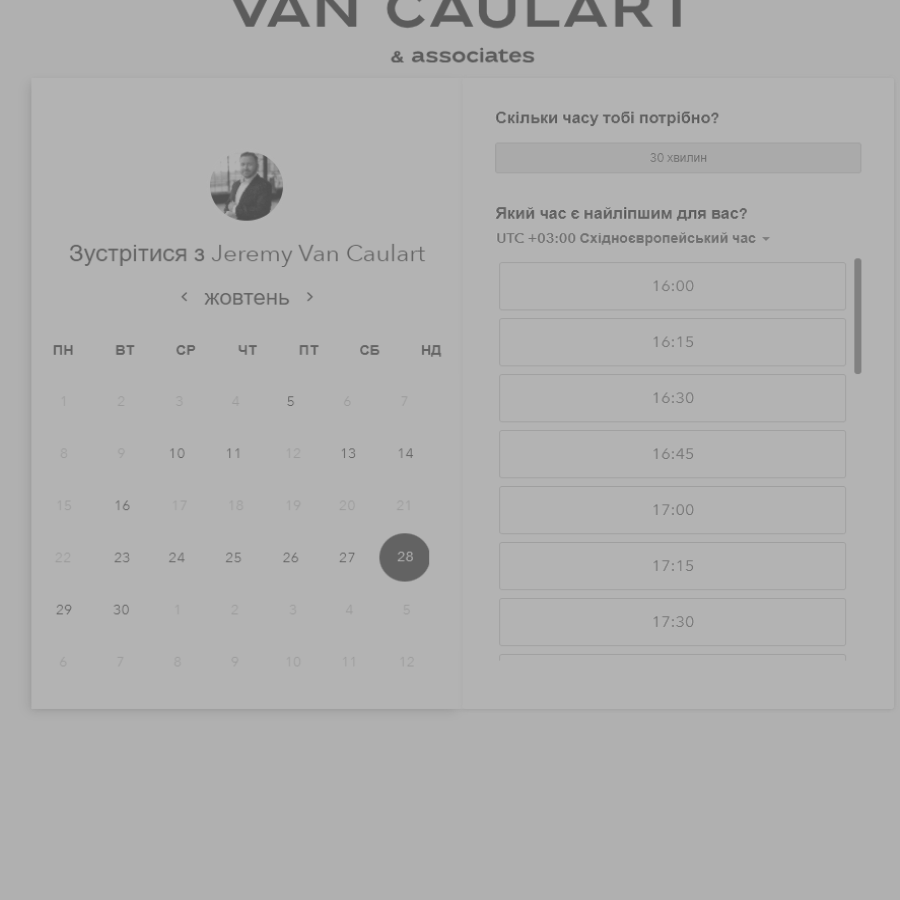 VAN CAULART
& associates
Зустрітися з Jeremy Van Caulart
жовтень
ПН ВТ СР ЧТ ПТ СБ НД
1 2 3 4 5 6 7
8 9 10 11 12 13 14
15 16 17 18 19 20 21
22 23 24 25 26 27 28
29 30 1 2 3 4 5
6 7 8 9 10 11 12
Скільки часу тобі потрібно?
30 хвилин
Який час є найліпшим для вас?
UTC +03:00 Східноєвропейський час
16:00
16:15
16:30
16:45
17:00
17:15
17:30